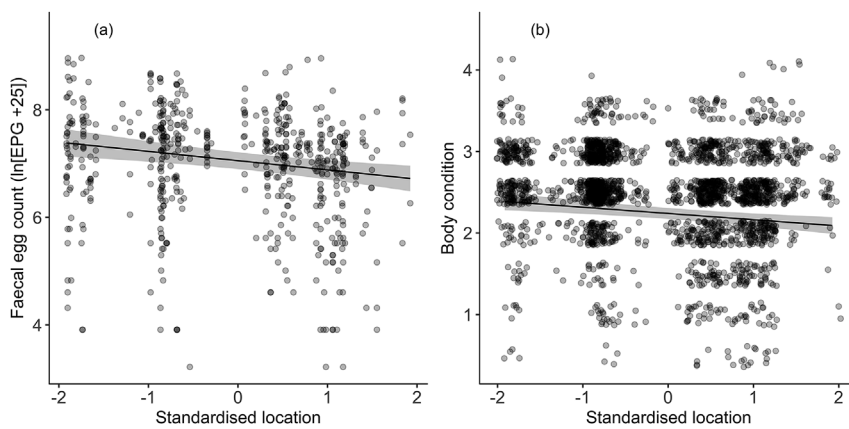 (a)
Faecal egg count (ln[EPG +25])
8
6
4
-2 -1 0 1 2
Standardised location
(b)
Body condition
4
3
2
1
-2 -1 0 1 2
Standardised location